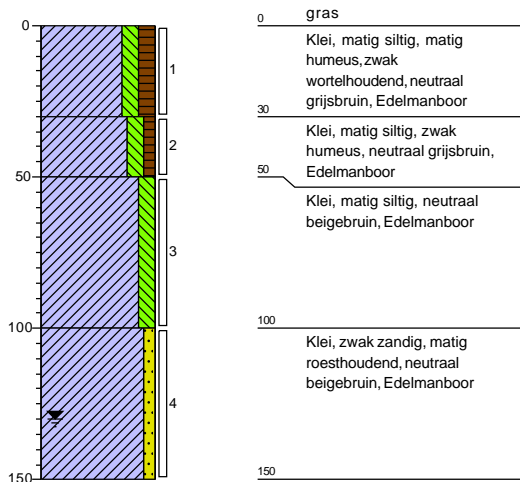 0
50
100
150
1
2
3
4
0
gras
Klei, matig siltig, matig
humeus, zwak
wortelhoudend, neutraal
grijsbruin, Edelmanboor
30
Klei, matig siltig, zwak
humeus, neutraal grijsbruin,
Edelmanboor
50
Klei, matig siltig, neutraal
beigebruin, Edelmanboor
100
Klei, zwak zandig, matig
roesthoudend, neutraal
beigebruin, Edelmanboor
150